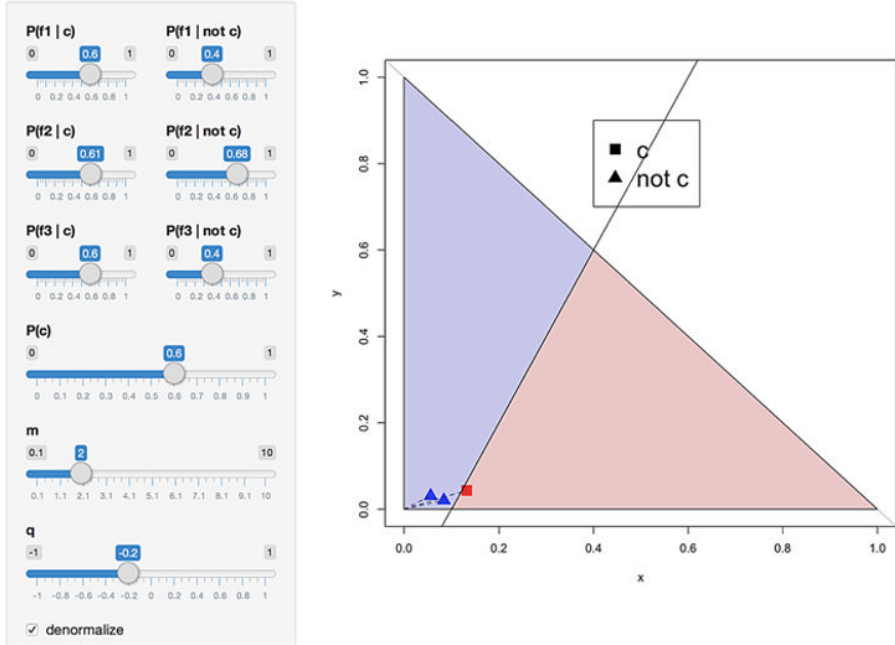 P(f1 | c) P(f1 | not c)
0 0.6 1 0 0.4 1
0 0.2 0.4 0.6 0.8 1 0 0.2 0.4 0.6 0.8 1
P(f2 | c) P(f2 | not c)
0 0.61 1 0 0.68 1
0 0.2 0.4 0.6 0.8 1 0 0.2 0.4 0.6 0.8 1
P(f3 | c) P(f3 | not c)
0 0.6 1 0 0.4 1
0 0.2 0.4 0.6 0.8 1 0 0.2 0.4 0.6 0.8 1
P(c)
0 0.6 1
0 0.1 0.2 0.3 0.4 0.5 0.6 0.7 0.8 0.9 1
m
0.1 2 10
0.1 1.1 2.1 3.1 4.1 5.1 6.1 7.1 8.1 9.1 10
q
-1 -0.2 1
-1 -0.8 -0.6 -0.4 -0.2 0 0.2 0.4 0.6 0.8 1
denormalize
1.0
0.8
0.6
0.4
0.2
0.0
y
c
not c
0.0 0.2 0.4 0.6 0.8 1.0
x